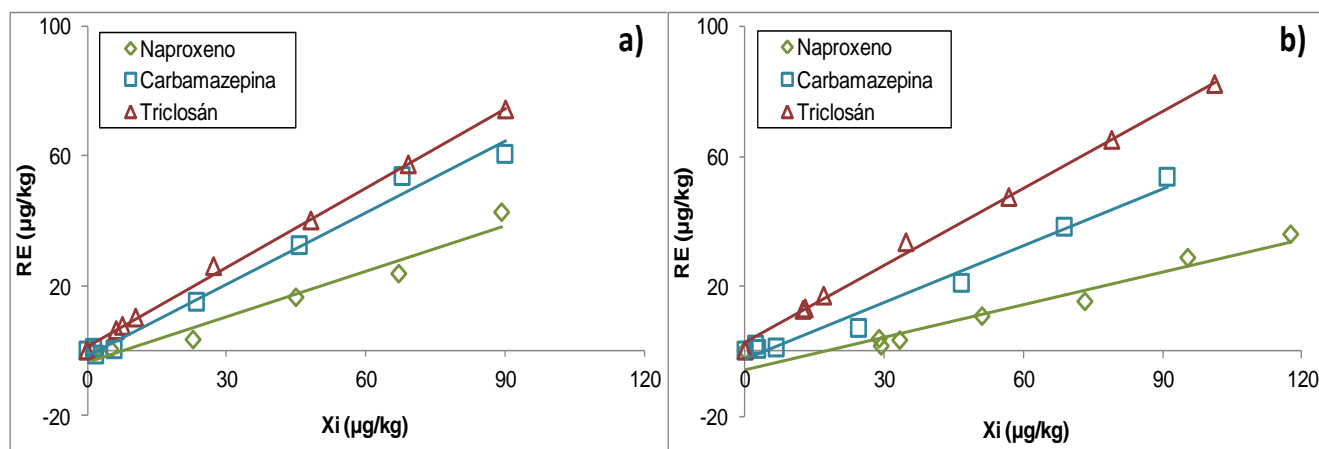 a)
Naproxeno
Carbamazepina
Triclosán
RE (µg/kg)
100
60
20
-20
0
30
60
90
120
Xi (µg/kg)
b)
Naproxeno
Carbamazepina
Triclosán
RE (µg/kg)
100
60
20
-20
0
30
60
90
120
Xi (µg/kg)